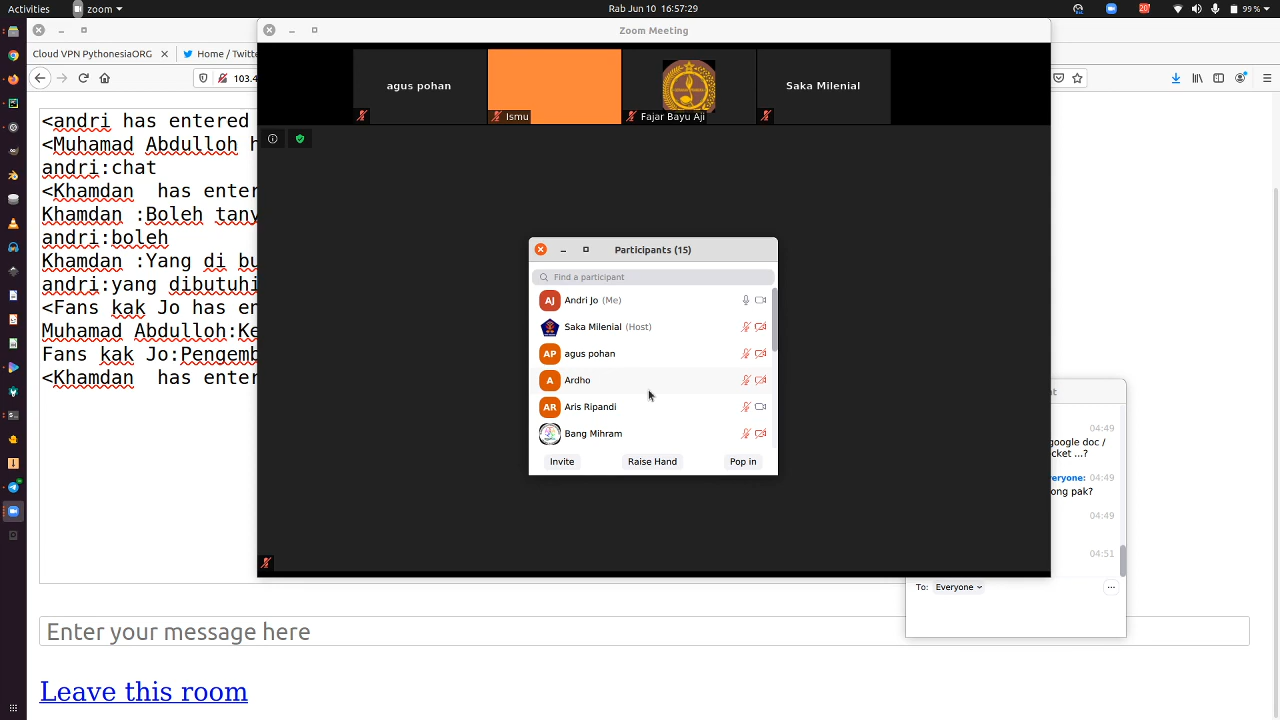 Activities
zoom
Rab Jun 10 16:57:29
20
99 %
Zoom Meeting
Cloud VPN PythonesiaORG
Home / Twitte
103.4
agus pohan
Ismu
Fajar Bayu Aji
Saka Milenial
<andri has entered
<Muhamad Abdulloh h
andri:chat
<Khamdan has enter
Khamdan :Boleh tany
andri:boleh
Khamdan :Yang di bu
andri:yang dibutuhi
<Fans kak Jo has en
Muhamad Abdulloh:Ke
Fans kak Jo:Pengemb
<Khamdan has enter
Participants (15)
Find a participant
AJ Andri Jo (Me)
Saka Milenial (Host)
AP agus pohan
A Ardho
AR Aris Ripandi
Bang Mihram
Invite
Raise Hand
Pop in
at
04:49
google doc /
cket ...?
eryone: 04:49
ong pak?
04:49
04:51
To: Everyone
...
Enter your message here
Leave this room